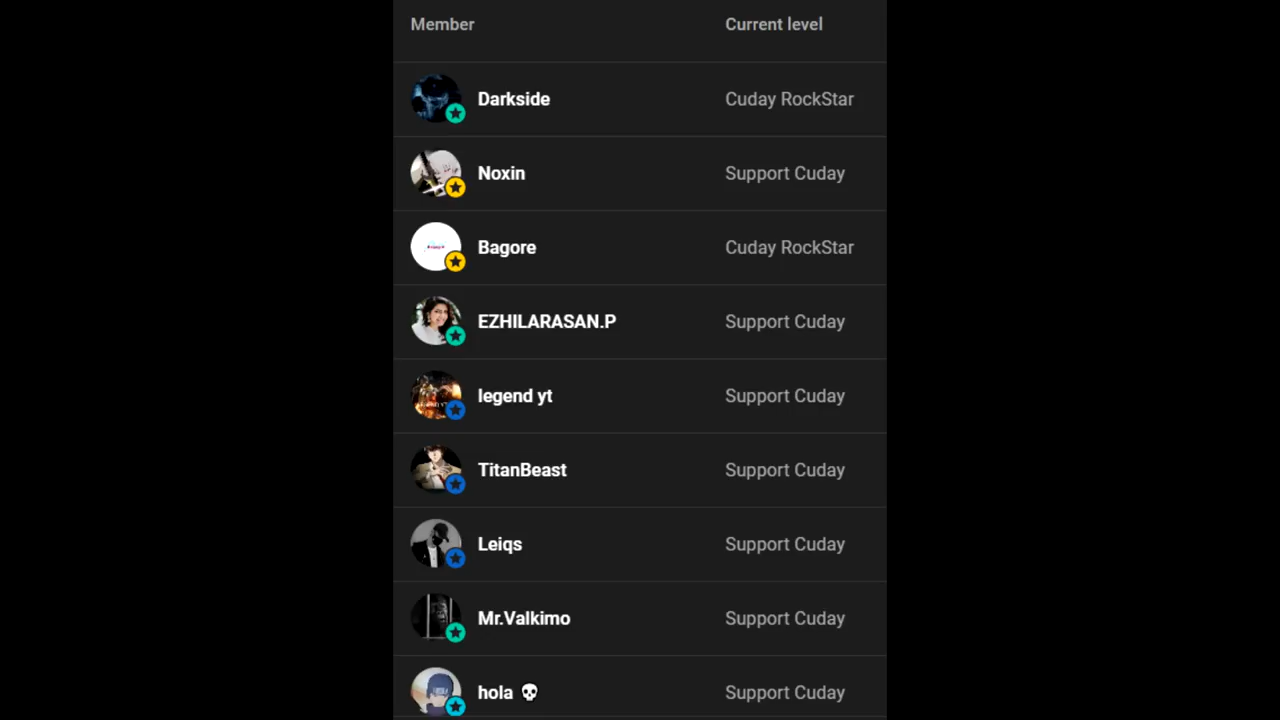 Member Current level
Darkside Cuday RockStar
Noxin Support Cuday
Bagore Cuday RockStar
EZHILARASAN.P Support Cuday
legend yt Support Cuday
TitanBeast Support Cuday
Leiqs Support Cuday
Mr.Valkimo Support Cuday
hola 💀 Support Cuday